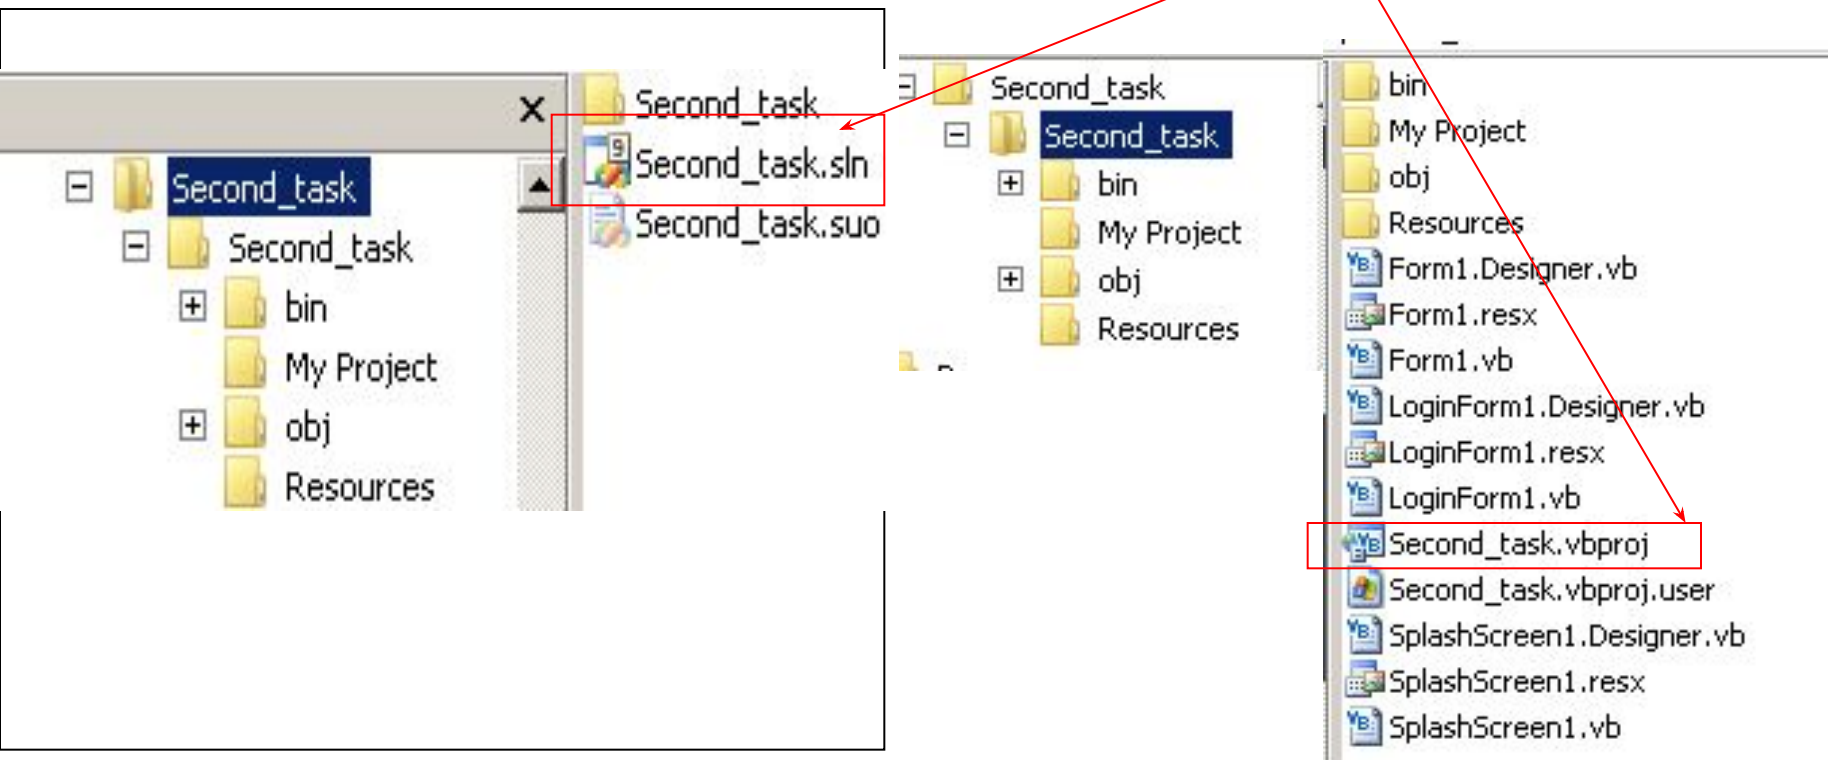 Second_task
Second_task
bin
My Project
obj
Resources
Second_task
Second_task.sln
Second_task.suo
Second_task
Second_task
bin
My Project
obj
Resources
bin
My Project
obj
Resources
Form1.Designer.vb
Form1.resx
Form1.vb
LoginForm1.Designer.vb
LoginForm1.resx
LoginForm1.vb
Second_task.vbproj
Second_task.vbproj.user
SplashScreen1.Designer.vb
SplashScreen1.resx
SplashScreen1.vb